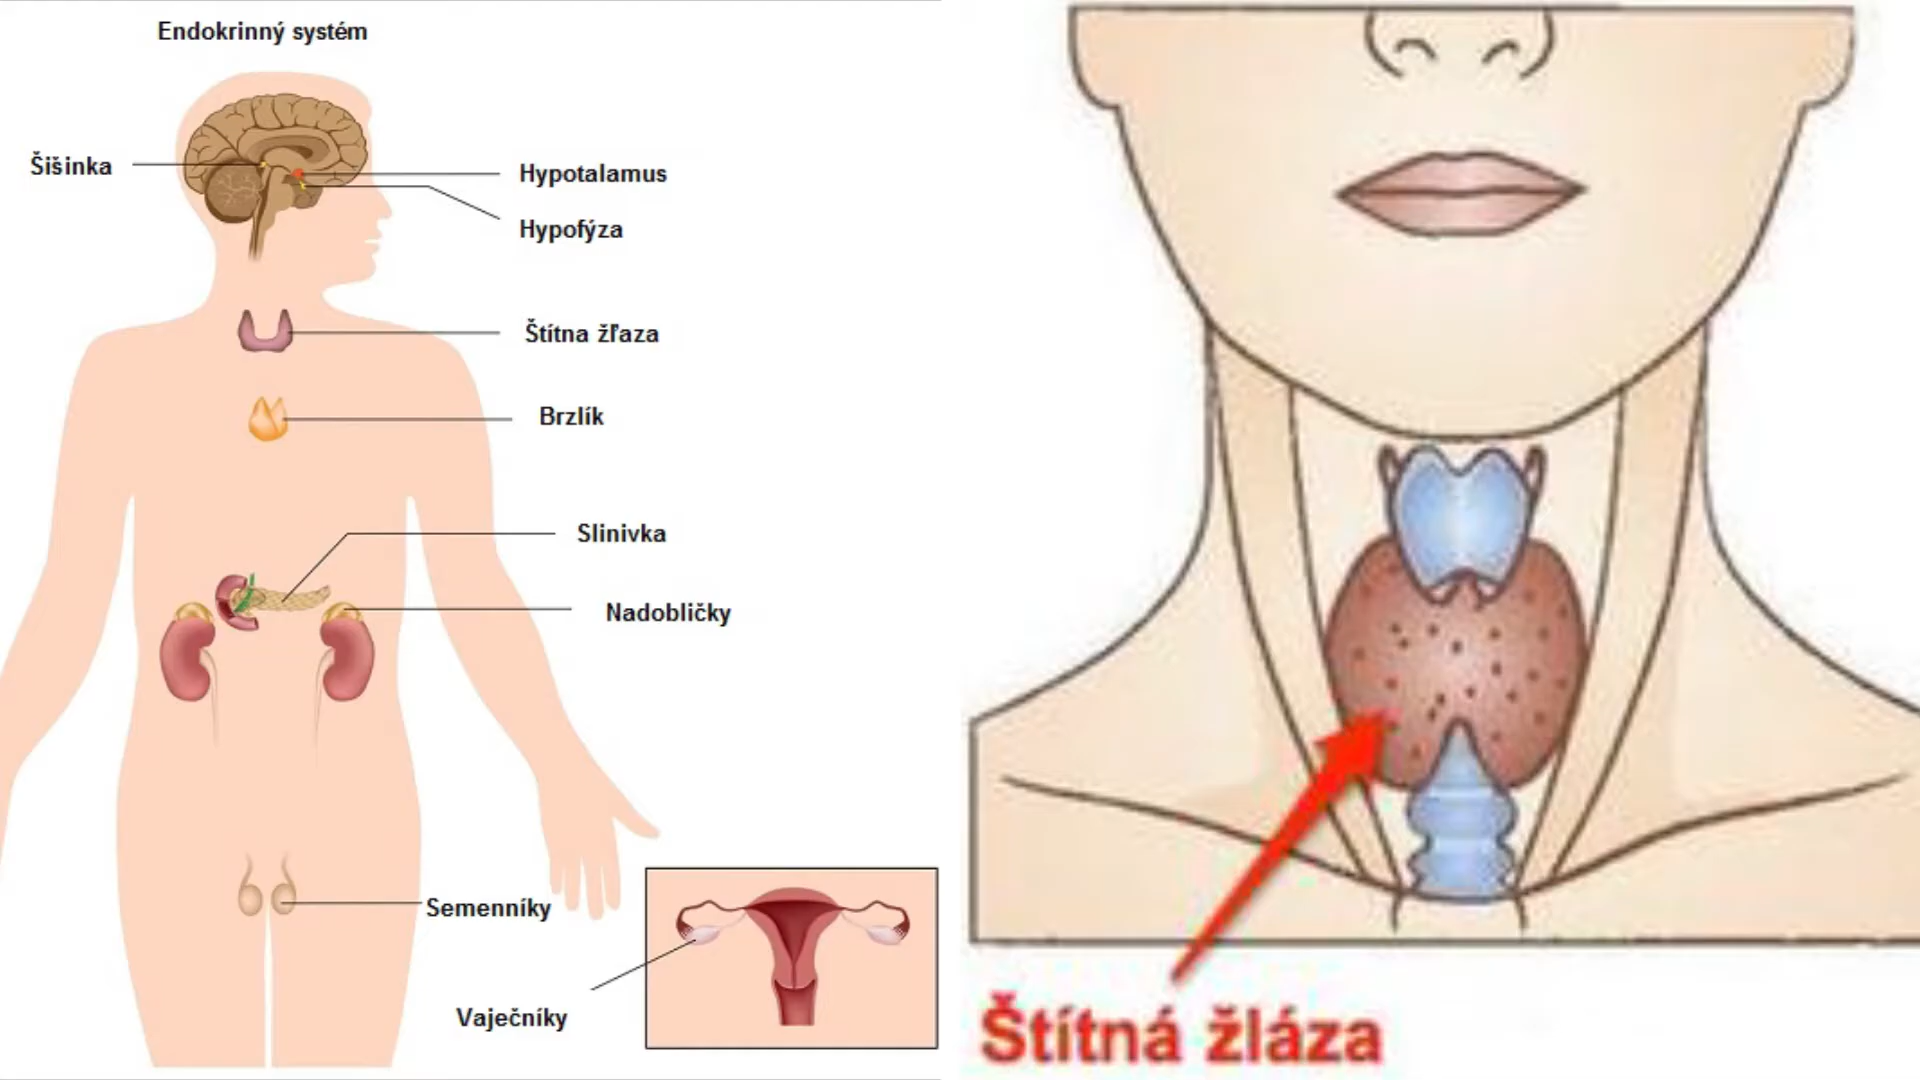 Endokrinný systém
Šišinka
Hypotalamus
Hypofýza
Štítna žľaza
Brzlík
Slinivka
Nadobličky
Semenníky
Vaječníky
Štítná žláza